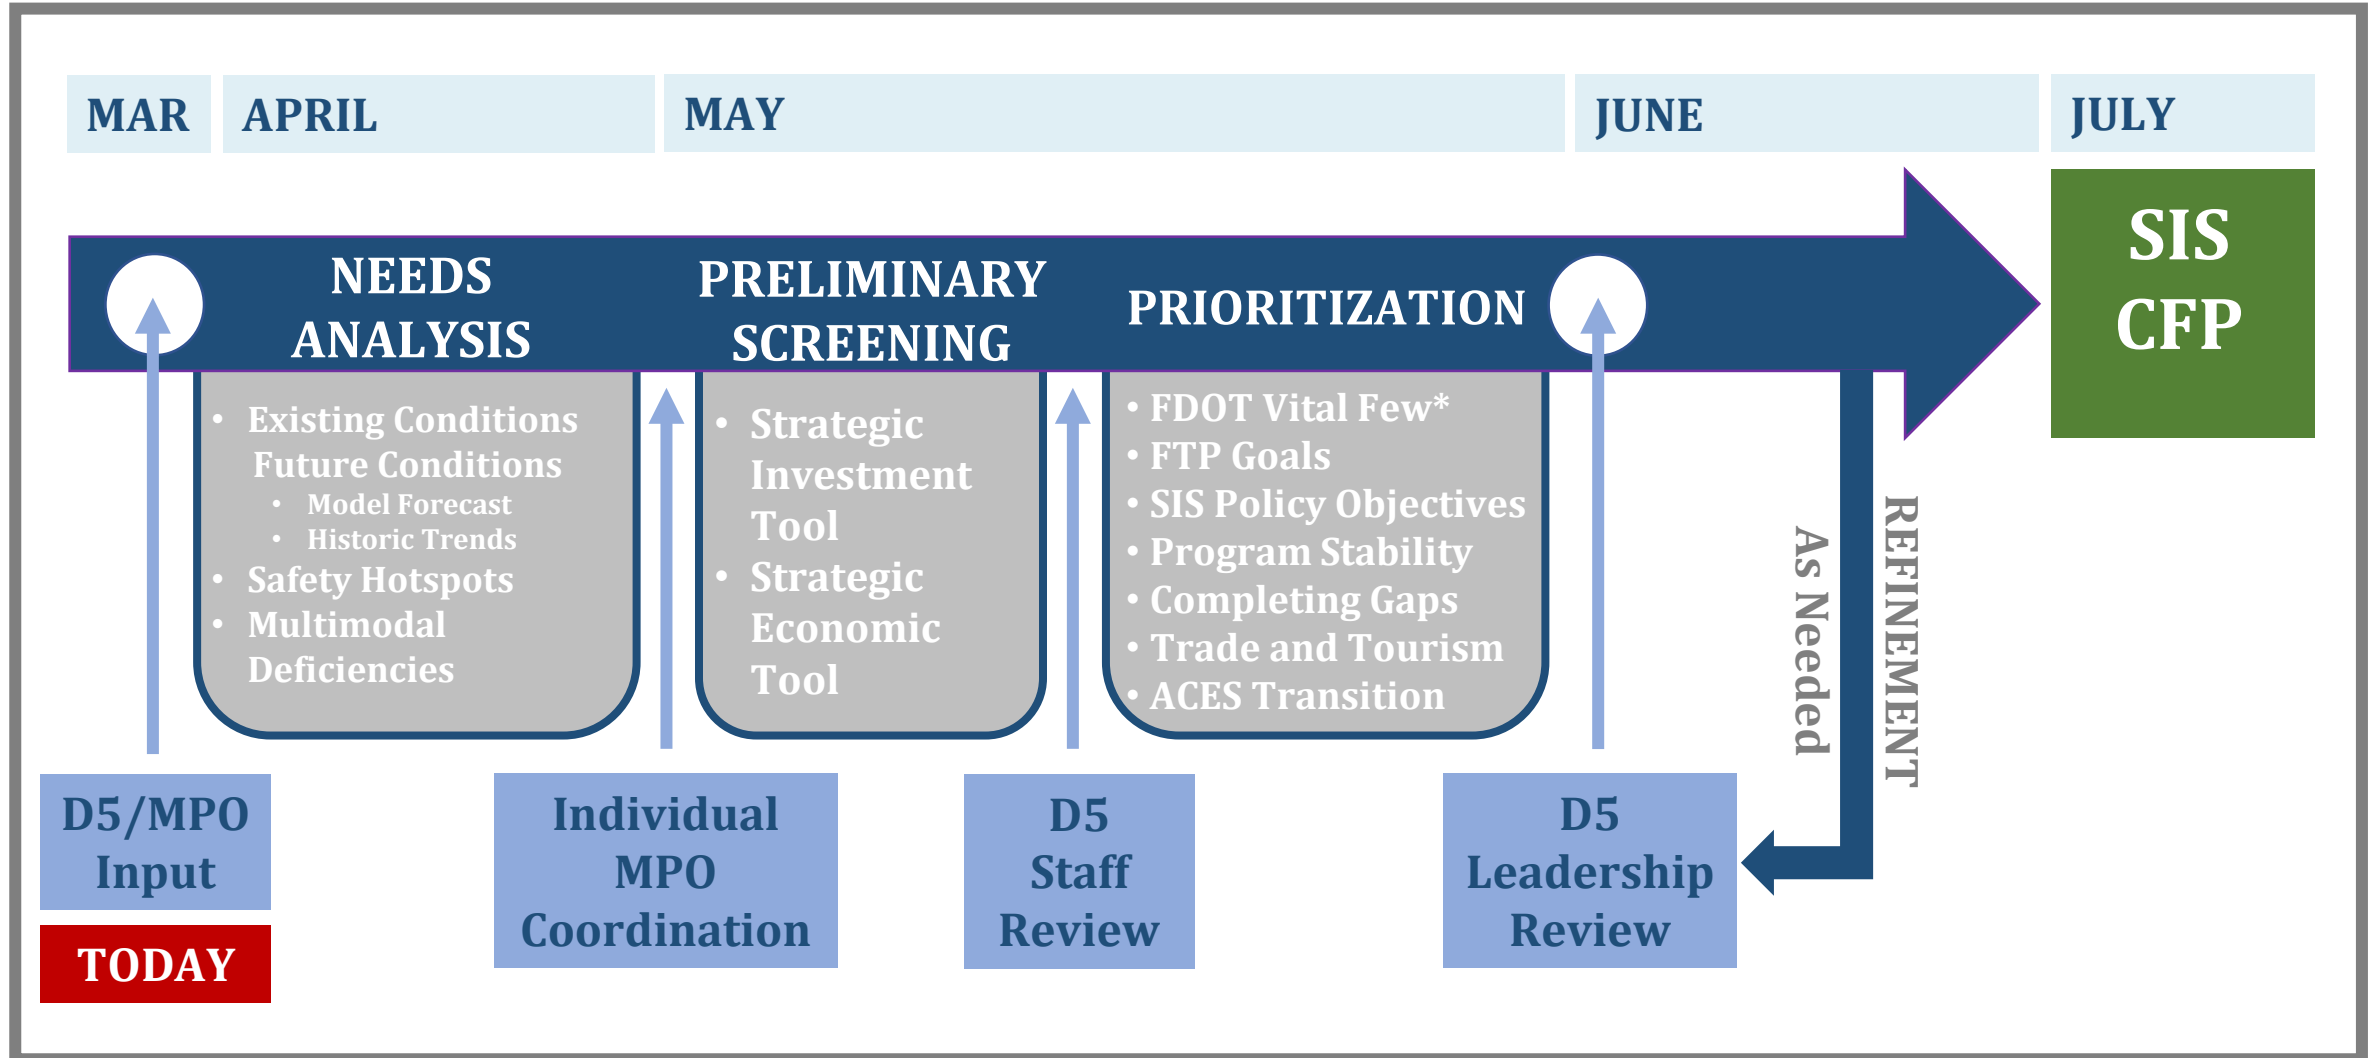 MAR
APRIL
MAY
JUNE
JULY
NEEDS
ANALYSIS
PRELIMINARY
SCREENING
PRIORITIZATION
SIS
CFP
• Existing Conditions
Future Conditions
• Model Forecast
• Historic Trends
• Safety Hotspots
• Multimodal
Deficiencies
• Strategic
Investment
Tool
• Strategic
Economic
Tool
• FDOT Vital Few*
• FTP Goals
• SIS Policy Objectives
• Program Stability
• Completing Gaps
• Trade and Tourism
• ACES Transition
REFINEMENT
As Needed
D5/MPO
Input
TODAY
Individual
MPO
Coordination
D5
Staff
Review
D5
Leadership
Review